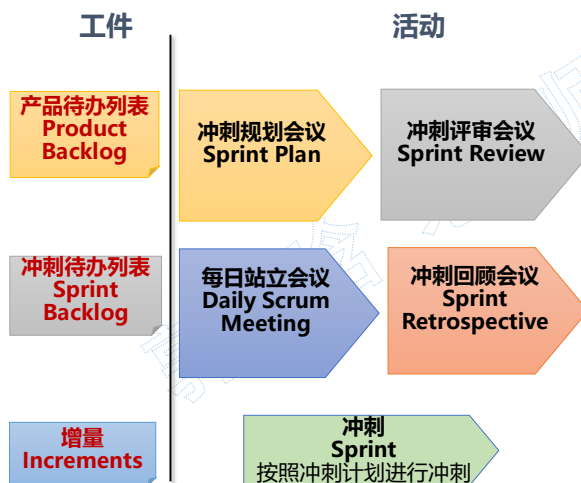 工件
活动
产品待办列表
Product
Backlog
冲刺规划会议
Sprint Plan
冲刺评审会议
Sprint Review
冲刺待办列表
Sprint
Backlog
每日站立会议
Daily Scrum
Meeting
冲刺回顾会议
Sprint
Retrospective
增量
Increments
冲刺
Sprint
按照冲刺计划进行冲刺